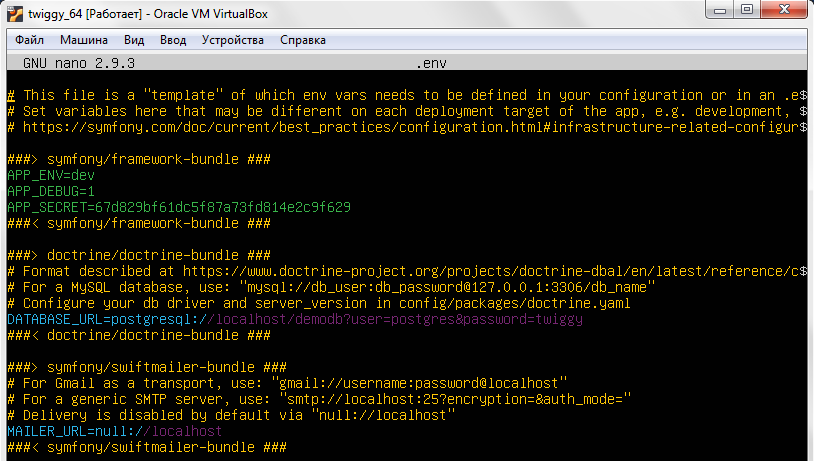 twiggy_64 [Работает] - Oracle VM VirtualBox
Файл Машина Вид Ввод Устройства Справка
GNU nano 2.9.3 .env
# This file is a "template" of which env vars needs to be defined in your configuration or in an .e$
# Set variables here that may be different on each deployment target of the app, e.g. development, $
# https://symfony.com/doc/current/best_practices/configuration.html#infrastructure-related-configur$
###> symfony/framework-bundle ###
APP_ENV=dev
APP_DEBUG=1
APP_SECRET=67d829bf61dc5f87a73fd814e2c9f629
###< symfony/framework-bundle ###
###> doctrine/doctrine-bundle ###
# Format described at https://www.doctrine-project.org/projects/doctrine-dbal/en/latest/reference/c$
# For a MySQL database, use: "mysql://db_user:db_password@127.0.0.1:3306/db_name"
# Configure your db driver and server_version in config/packages/doctrine.yaml
DATABASE_URL=postgresql://localhost/demodb?user=postgres&password=twiggy
###< doctrine/doctrine-bundle ###
###> symfony/swiftmailer-bundle ###
# For Gmail as a transport, use: "gmail://username:password@localhost"
# For a generic SMTP server, use: "smtp://localhost:25?encryption=&auth_mode="
# Delivery is disabled by default via "null://localhost"
MAILER_URL=null://localhost
###< symfony/swiftmailer-bundle ###